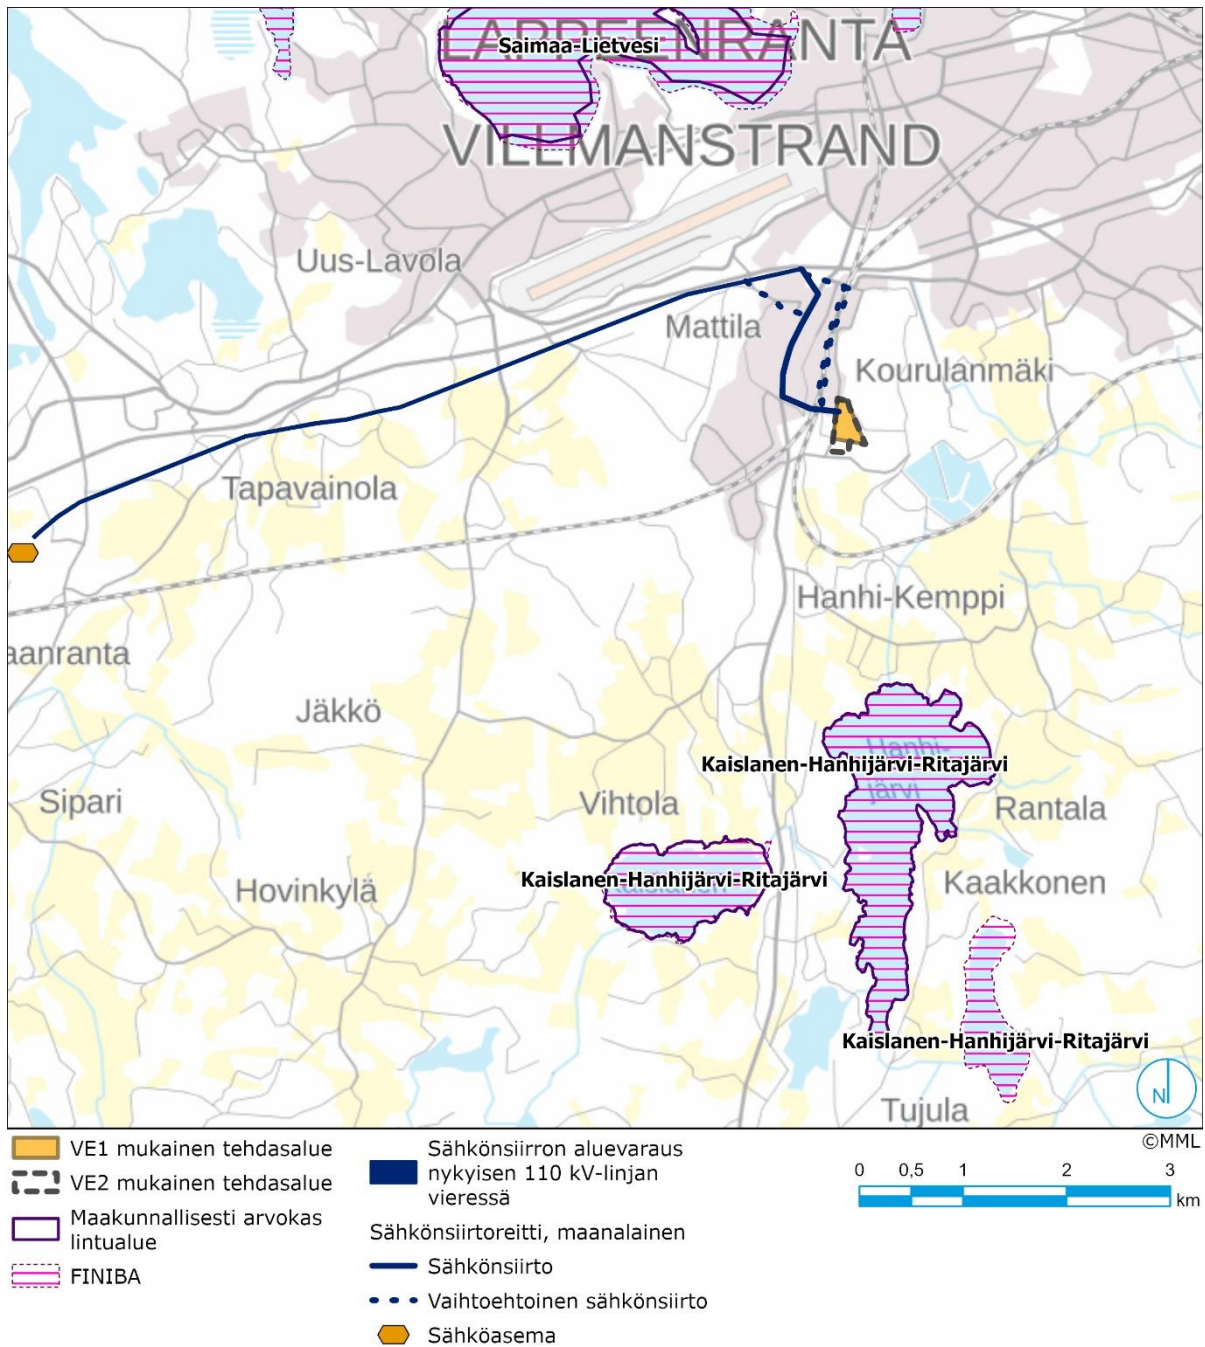 LAPPEENRANTA
Saimaa-Lietvesi
VILLMANSTRAND
Uus-Lavola
Mattila
Kourulanmäki
Tapavainola
Hanhi-Kemppi
aanranta
Jäkkö
Hanhi-
järvi
Kaislanen-Hanhijärvi-Ritajärvi
Sipari
Vihtola
Rantala
Kaislanen-Hanhijärvi-Ritajärvi
Kaislanen
Hovinkylä
Kaakkonen
Kaislanen-Hanhijärvi-Ritajärvi
Tujula
N
©MML
VE1 mukainen tehdasalue
VE2 mukainen tehdasalue
Maakunnallisesti arvokas
lintualue
FINIBA
Sähkönsiirron aluevaraus
nykyisen 110 kV-linjan
vieressä
Sähkönsiirtoreitti, maanalainen
Sähkönsiirto
Vaihtoehtoinen sähkönsiirto
Sähköasema
0 0,5 1 2 3
km